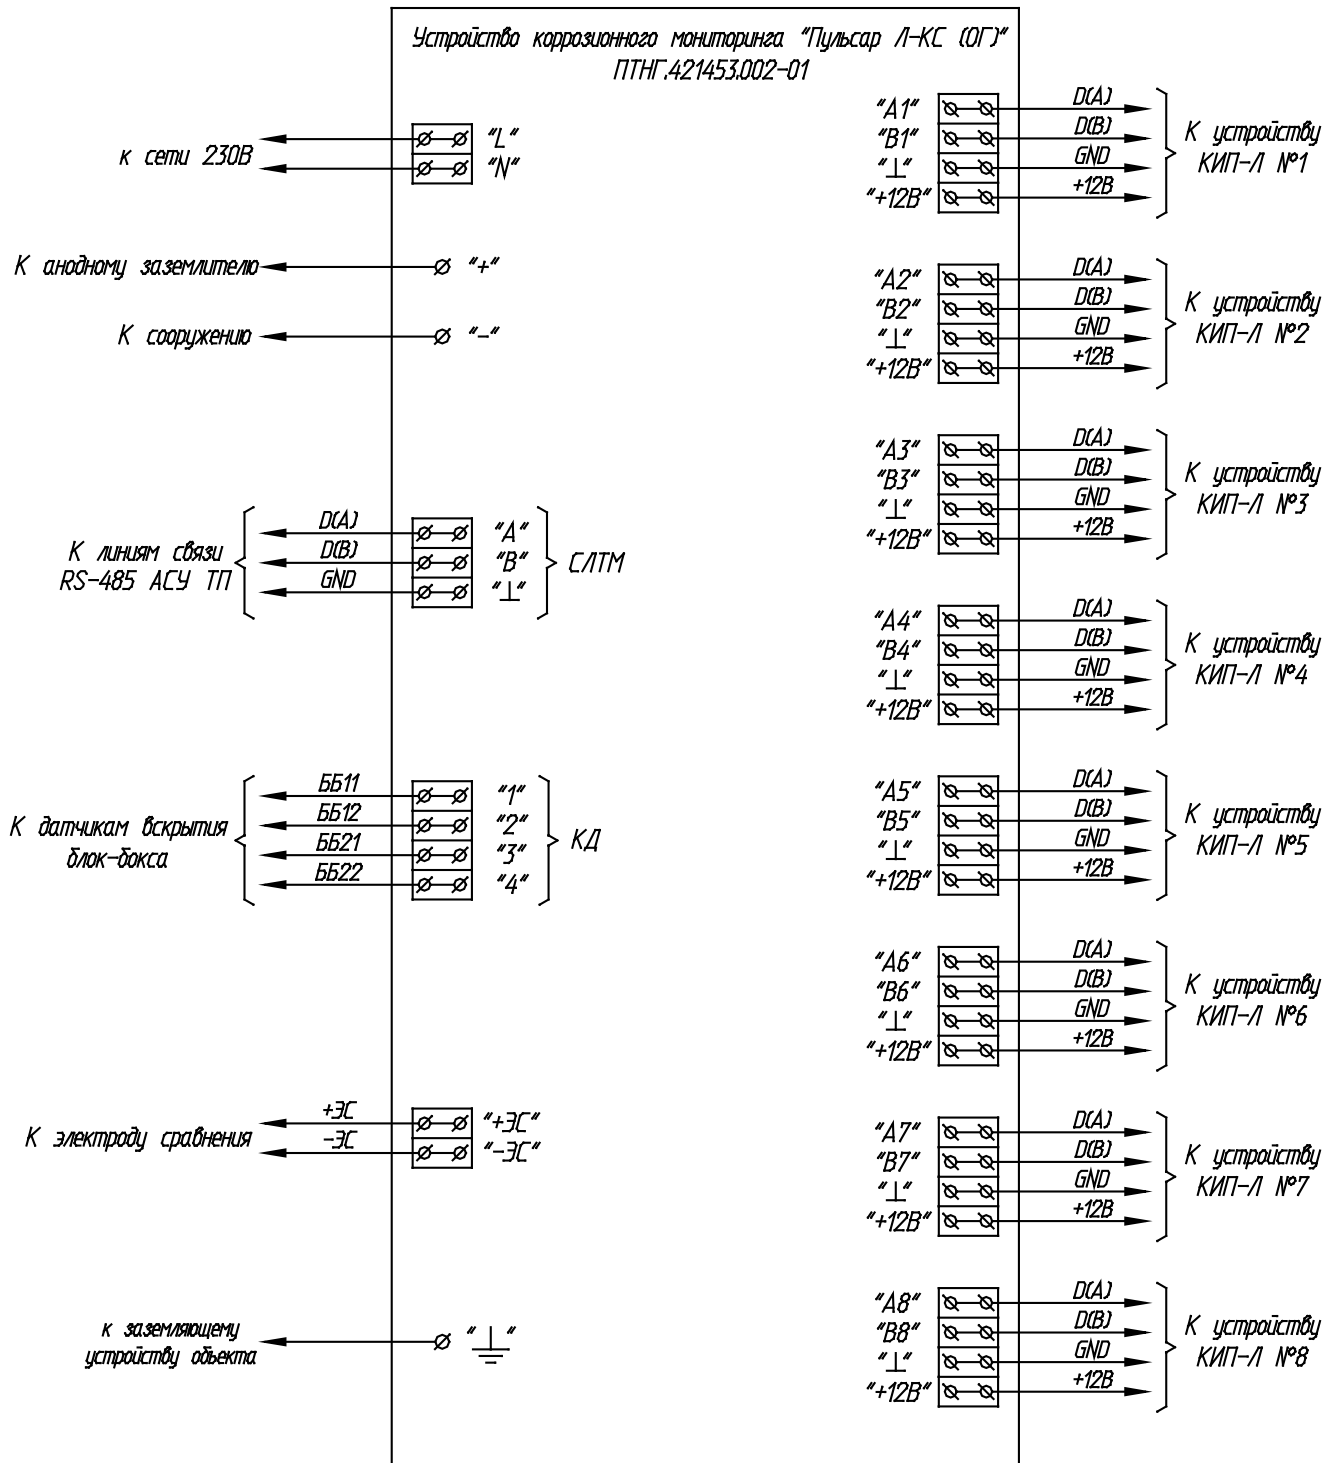 Устройство коррозионного мониторинга "Пульсар Л-КС (ОГ)"
ПТНГ.421453.002-01
к сети 230В
"L"
"N"
К анодному заземлителю
"+"
К сооружению
"-"
К линиям связи
RS-485 АСУ ТП
D(A)
D(B)
GND
"A"
"B"
"⊥"
СЛТМ
К датчикам вскрытия
блок-бокса
ББ11
ББ12
ББ21
ББ22
"1"
"2"
"3"
"4"
КД
К электроду сравнения
+ЭС
-ЭС
"+ЭС"
"-ЭС"
к заземляющему
устройству объекта
"⏚"
"A1"
"B1"
"⊥"
"+12В"
D(A)
D(B)
GND
+12В
К устройству
КИП-Л №1
"A2"
"B2"
"⊥"
"+12В"
D(A)
D(B)
GND
+12В
К устройству
КИП-Л №2
"A3"
"B3"
"⊥"
"+12В"
D(A)
D(B)
GND
+12В
К устройству
КИП-Л №3
"A4"
"B4"
"⊥"
"+12В"
D(A)
D(B)
GND
+12В
К устройству
КИП-Л №4
"A5"
"B5"
"⊥"
"+12В"
D(A)
D(B)
GND
+12В
К устройству
КИП-Л №5
"A6"
"B6"
"⊥"
"+12В"
D(A)
D(B)
GND
+12В
К устройству
КИП-Л №6
"A7"
"B7"
"⊥"
"+12В"
D(A)
D(B)
GND
+12В
К устройству
КИП-Л №7
"A8"
"B8"
"⊥"
"+12В"
D(A)
D(B)
GND
+12В
К устройству
КИП-Л №8